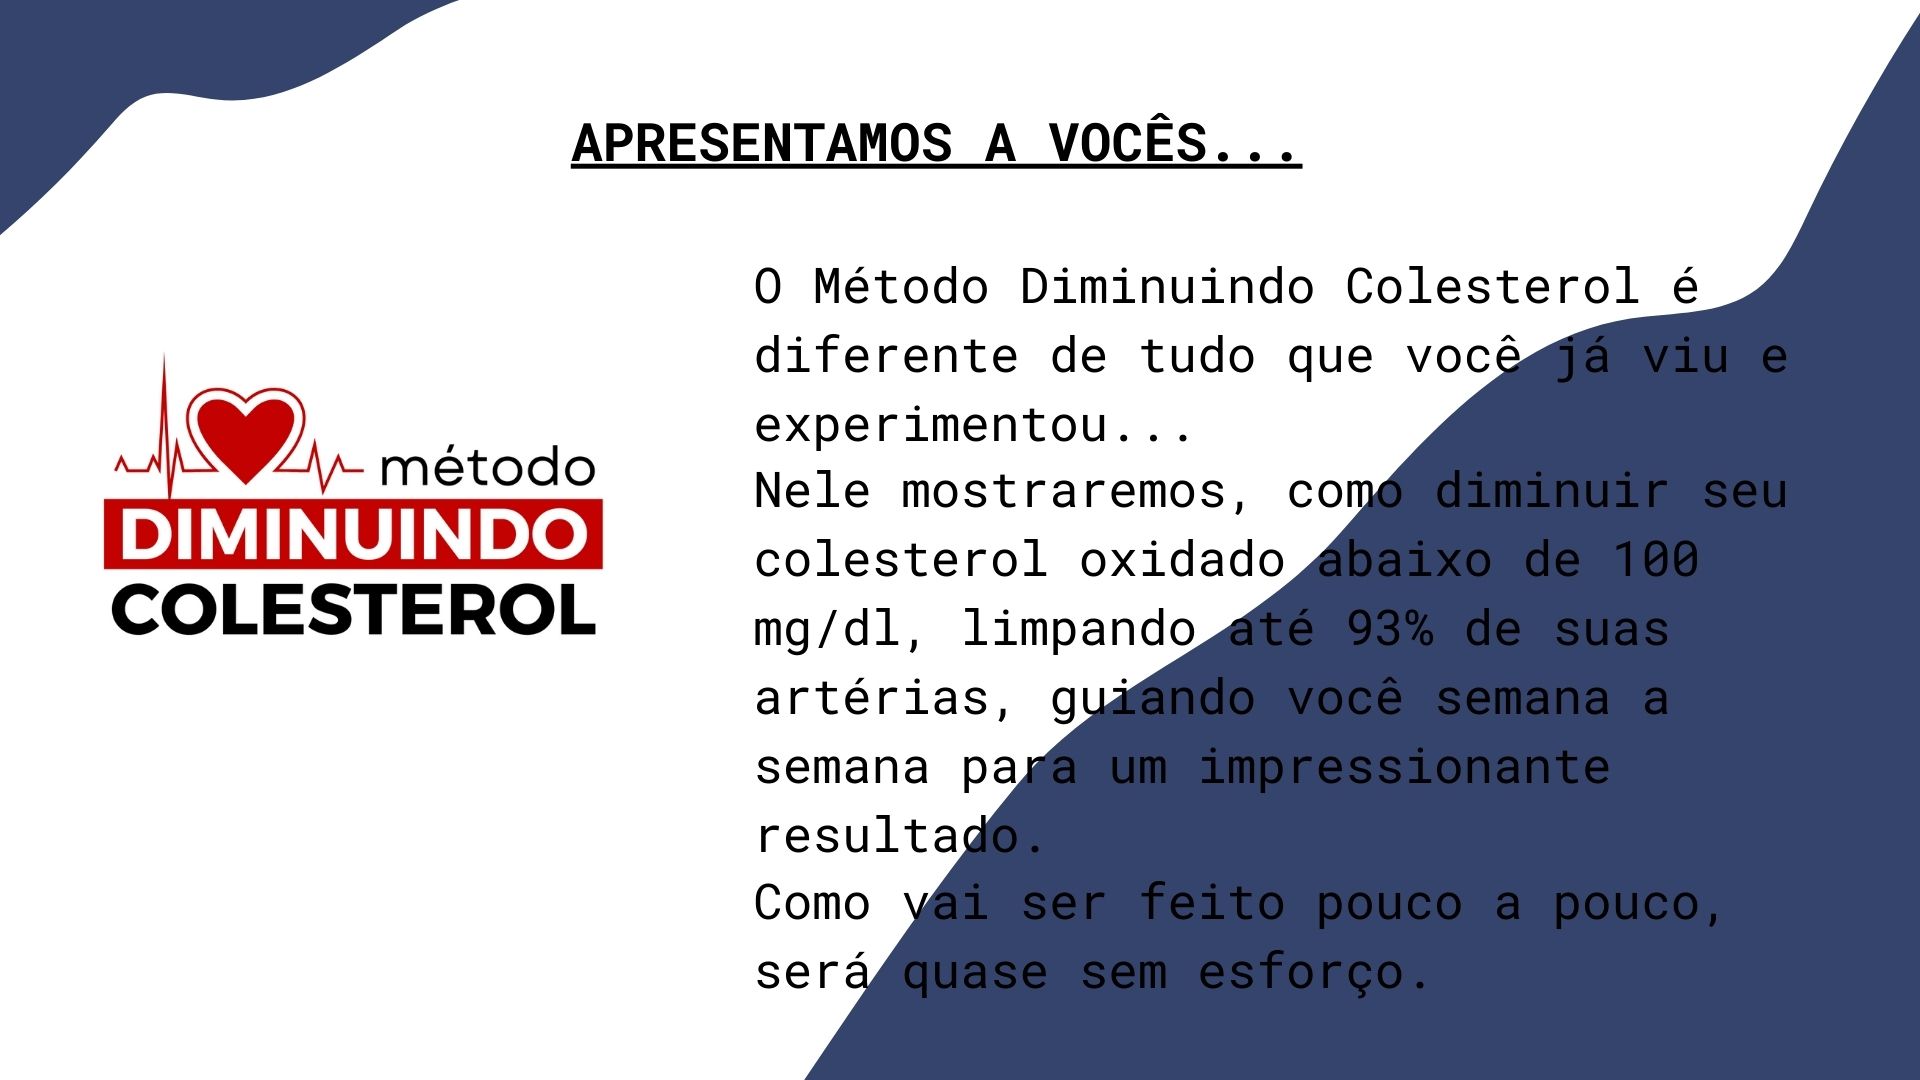 APRESENTAMOS A VOCÊS...
método
DIMINUINDO
COLESTEROL
O Método Diminuindo Colesterol é
diferente de tudo que você já viu e
experimentou...
Nele mostraremos, como diminuir seu
colesterol oxidado abaixo de 100
mg/dl, limpando até 93% de suas
artérias, guiando você semana a
semana para um impressionante
resultado.
Como vai ser feito pouco a pouco,
será quase sem esforço.